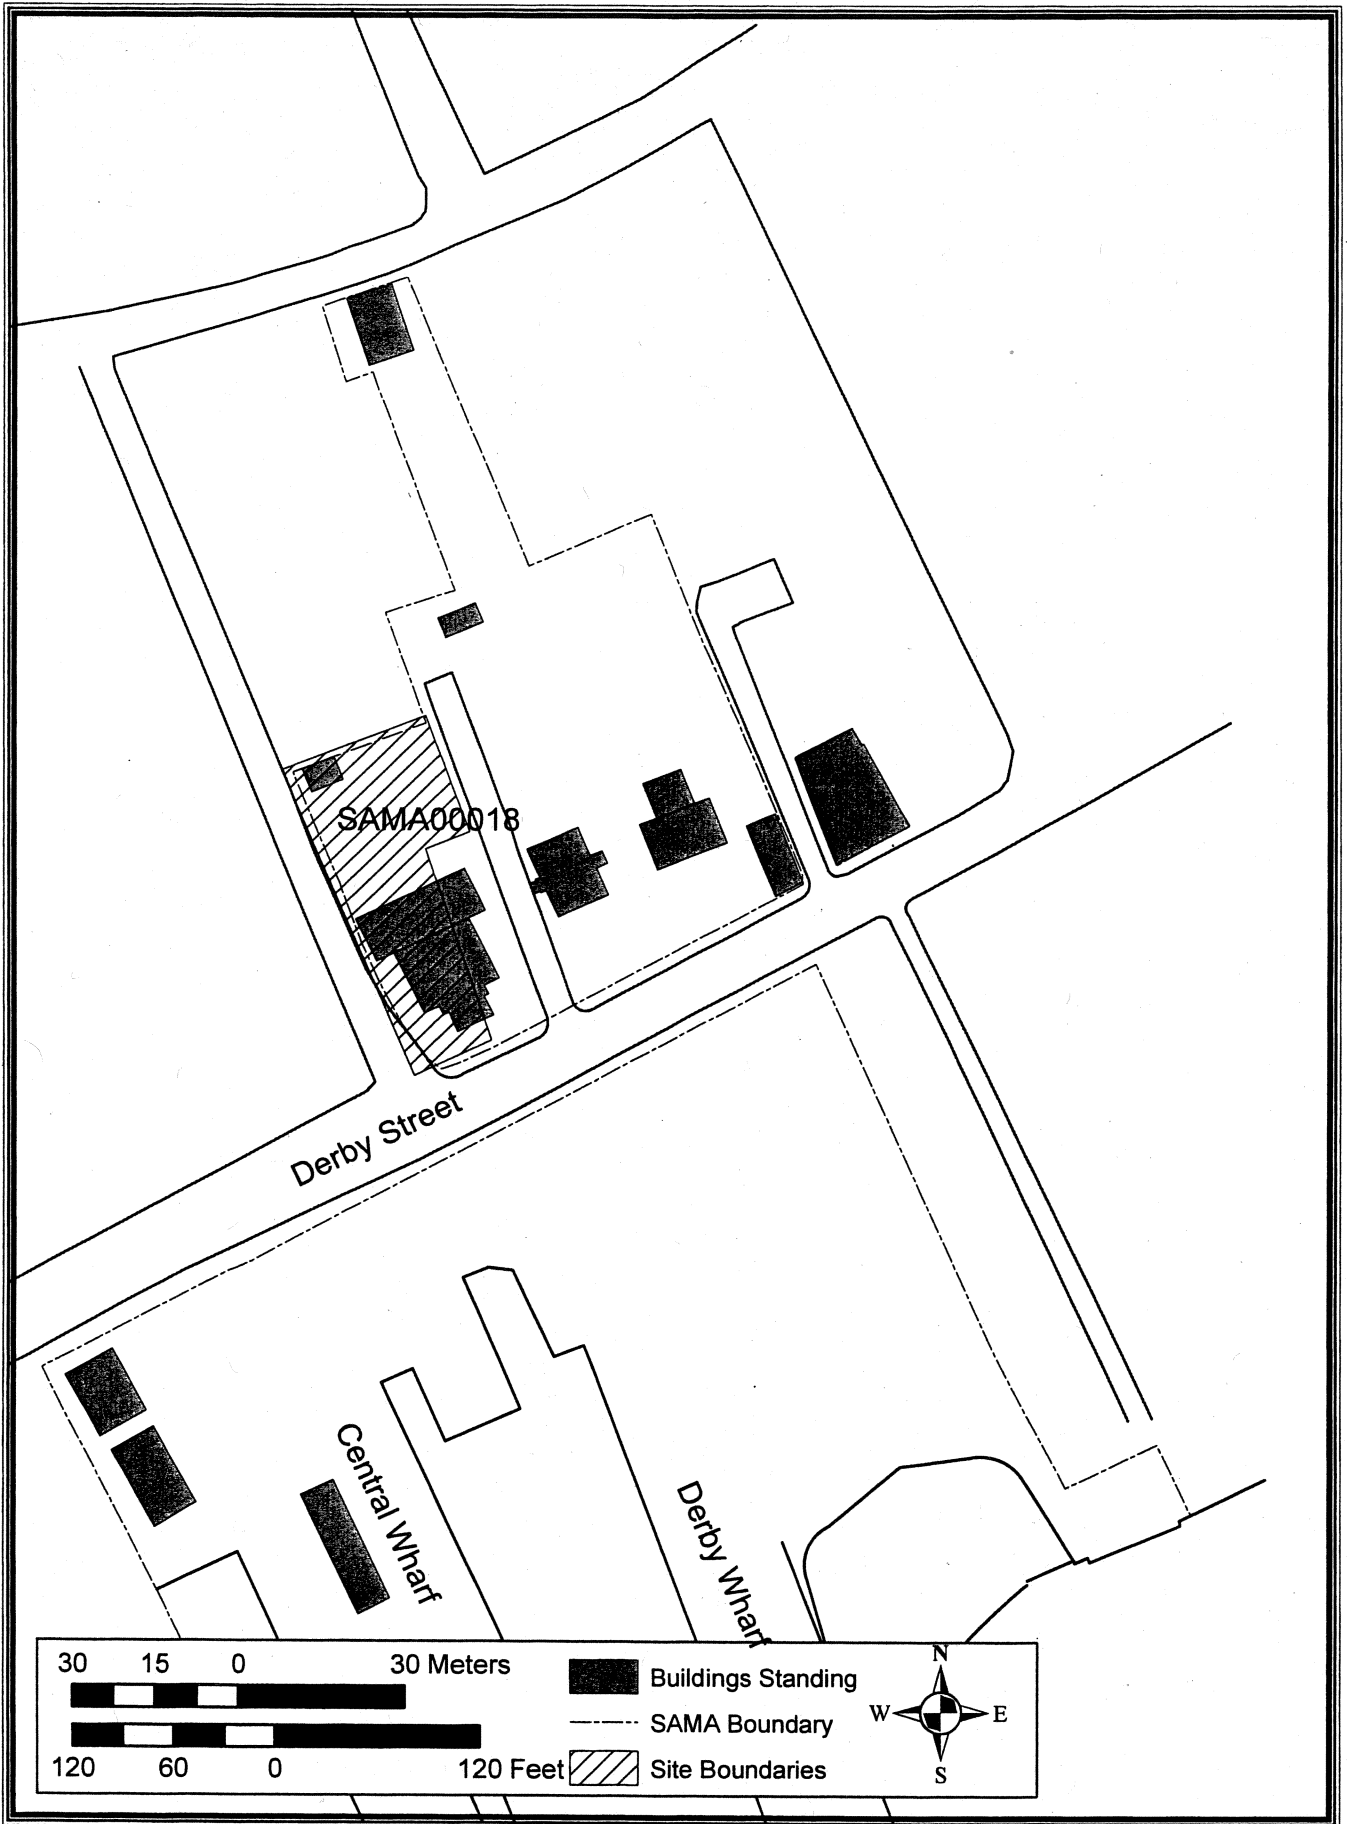 SAMA00018
Derby Street
Central Wharf
Derby Wharf
30 15 0 30 Meters
120 60 0 120 Feet
Buildings Standing
SAMA Boundary
Site Boundaries
N
W E
S